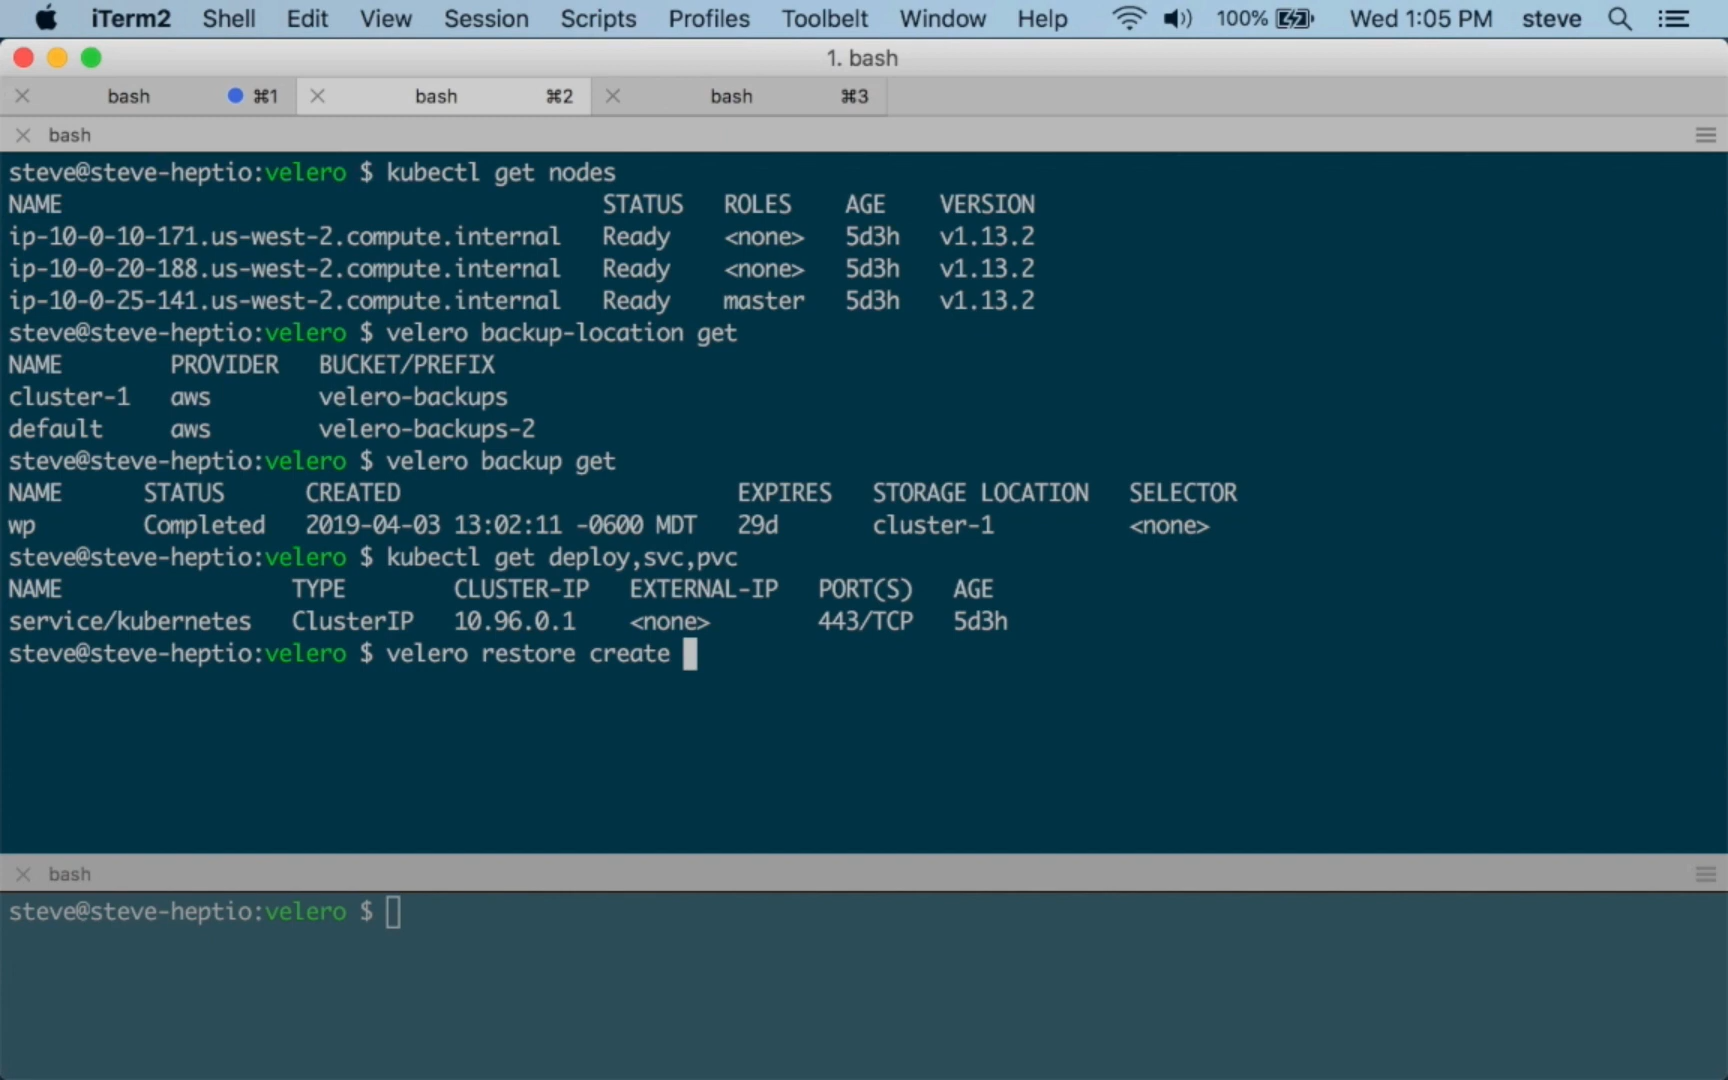 iTerm2 Shell Edit View Session Scripts Profiles Toolbelt Window Help 100% Wed 1:05 PM steve
1. bash
bash ⌘1 bash ⌘2 bash ⌘3
bash
steve@steve-heptio:velero $ kubectl get nodes
NAME STATUS ROLES AGE VERSION
ip-10-0-10-171.us-west-2.compute.internal Ready <none> 5d3h v1.13.2
ip-10-0-20-188.us-west-2.compute.internal Ready <none> 5d3h v1.13.2
ip-10-0-25-141.us-west-2.compute.internal Ready master 5d3h v1.13.2
steve@steve-heptio:velero $ velero backup-location get
NAME PROVIDER BUCKET/PREFIX
cluster-1 aws velero-backups
default aws velero-backups-2
steve@steve-heptio:velero $ velero backup get
NAME STATUS CREATED EXPIRES STORAGE LOCATION SELECTOR
wp Completed 2019-04-03 13:02:11 -0600 MDT 29d cluster-1 <none>
steve@steve-heptio:velero $ kubectl get deploy,svc,pvc
NAME TYPE CLUSTER-IP EXTERNAL-IP PORT(S) AGE
service/kubernetes ClusterIP 10.96.0.1 <none> 443/TCP 5d3h
steve@steve-heptio:velero $ velero restore create
bash
steve@steve-heptio:velero $